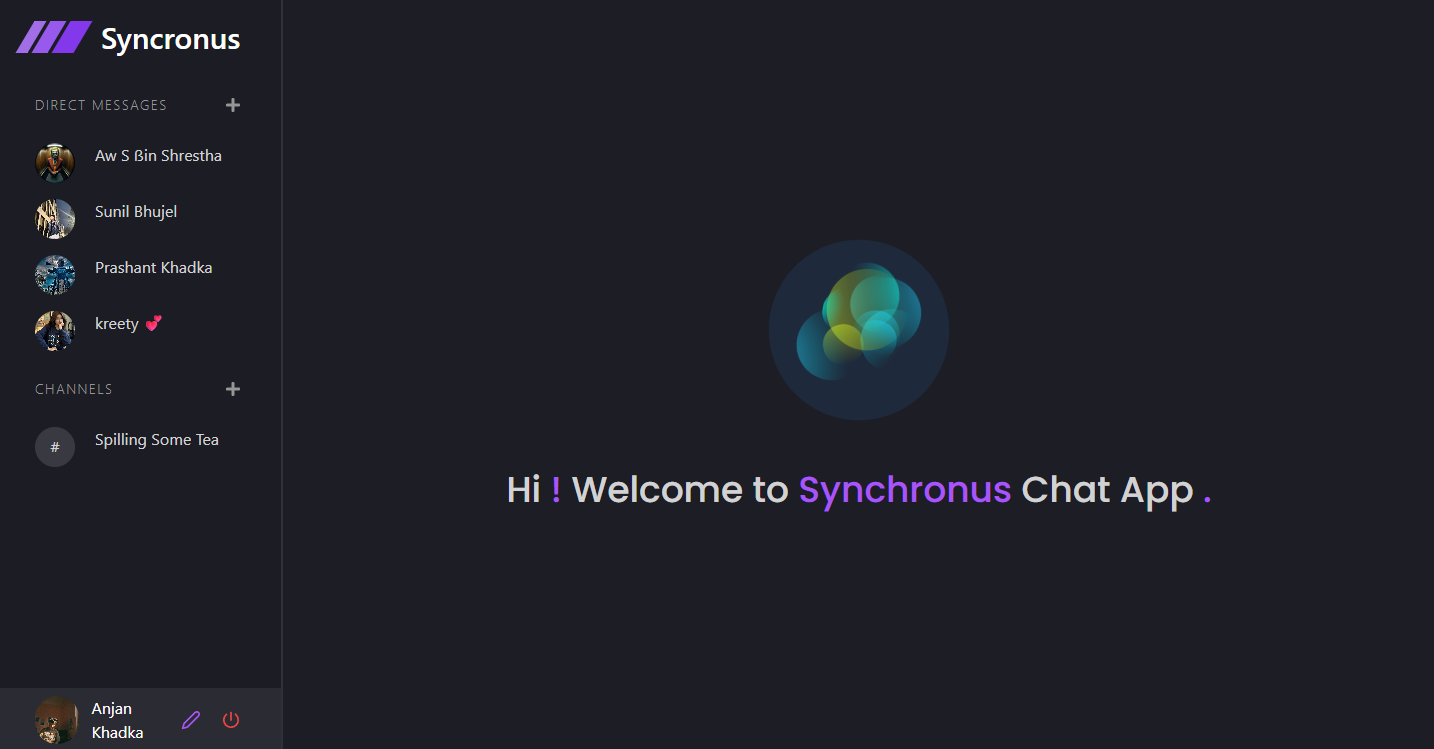 Syncronus
DIRECT MESSAGES
Aw S ßin Shrestha
Sunil Bhujel
Prashant Khadka
kreety 💕
CHANNELS
# Spilling Some Tea
Hi ! Welcome to Synchronus Chat App .
Anjan
Khadka